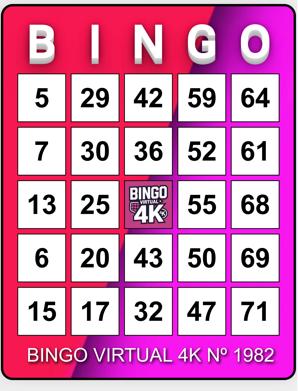 B I N G O
5 29 42 59 64
7 30 36 52 61
13 25 BINGO VIRTUAL 4K 55 68
6 20 43 50 69
15 17 32 47 71
BINGO VIRTUAL 4K Nº 1982